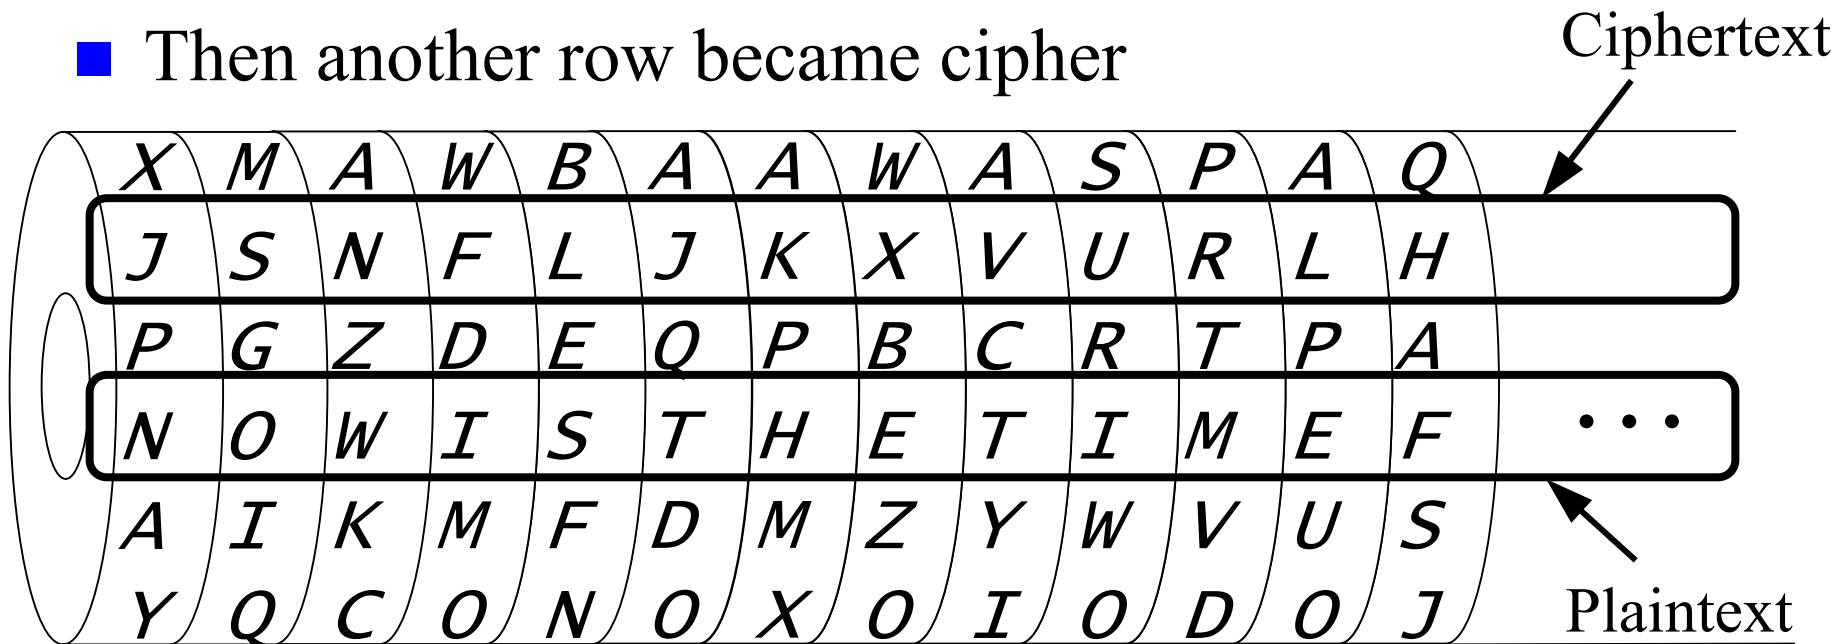 Then another row became cipher
Ciphertext
X M A W B A A W A S P A Q
J S N F L J K X V U R L H
P G Z D E Q P B C R T P A
N O W I S T H E T I M E F ...
A I K M F D M Z Y W V U S
Y Q C O N O X O I O D O J
Plaintext